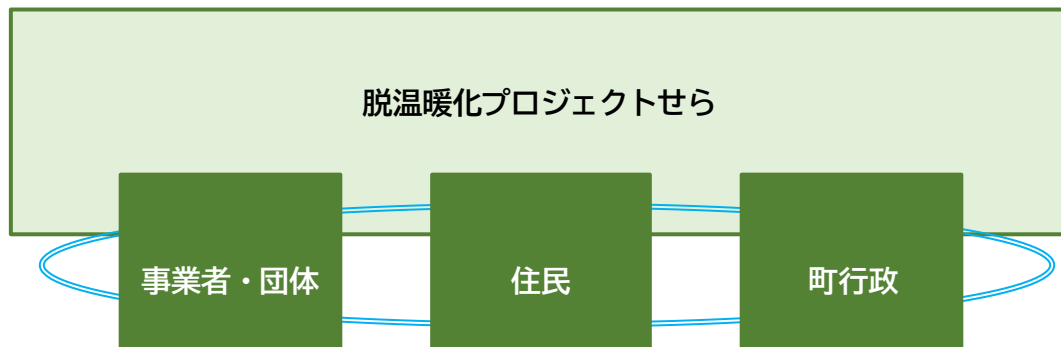 脱温暖化プロジェクトせら
事業者・団体
住民
町行政